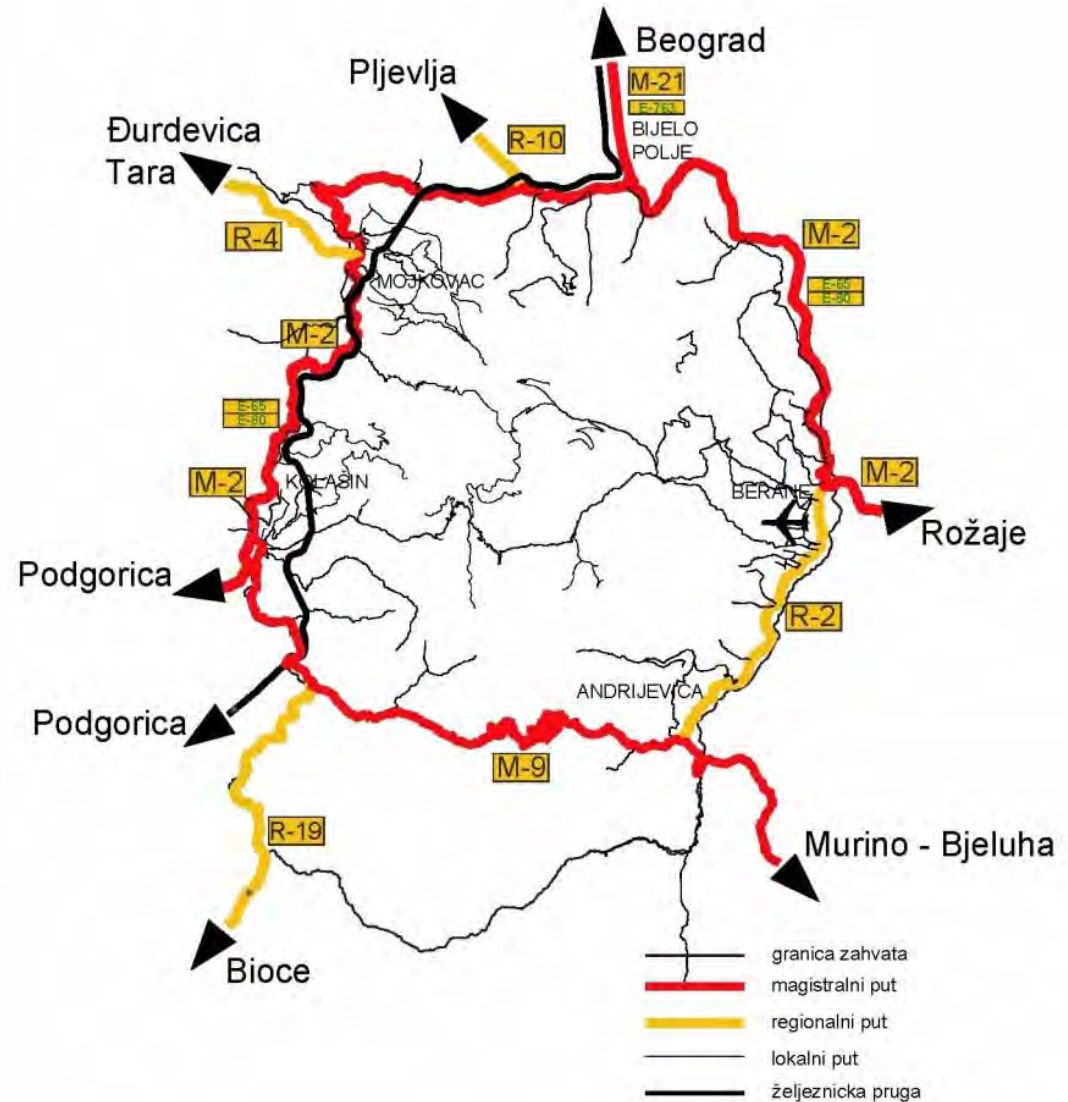 Beograd
Pljevlja
M-21
E-763
BIJELO
POLJE
R-10
Đurdevica
Tara
R-4
M-2
E-65
E-80
MOJKOVAC
M-2
E-65
E-80
M-2
KOLAŠIN
BERANE
M-2
Rožaje
Podgorica
R-2
ANDRIJEVICA
Podgorica
M-9
R-19
Murino - Bjeluha
Bioce
granica zahvata
magistralni put
regionalni put
lokalni put
željeznicka pruga